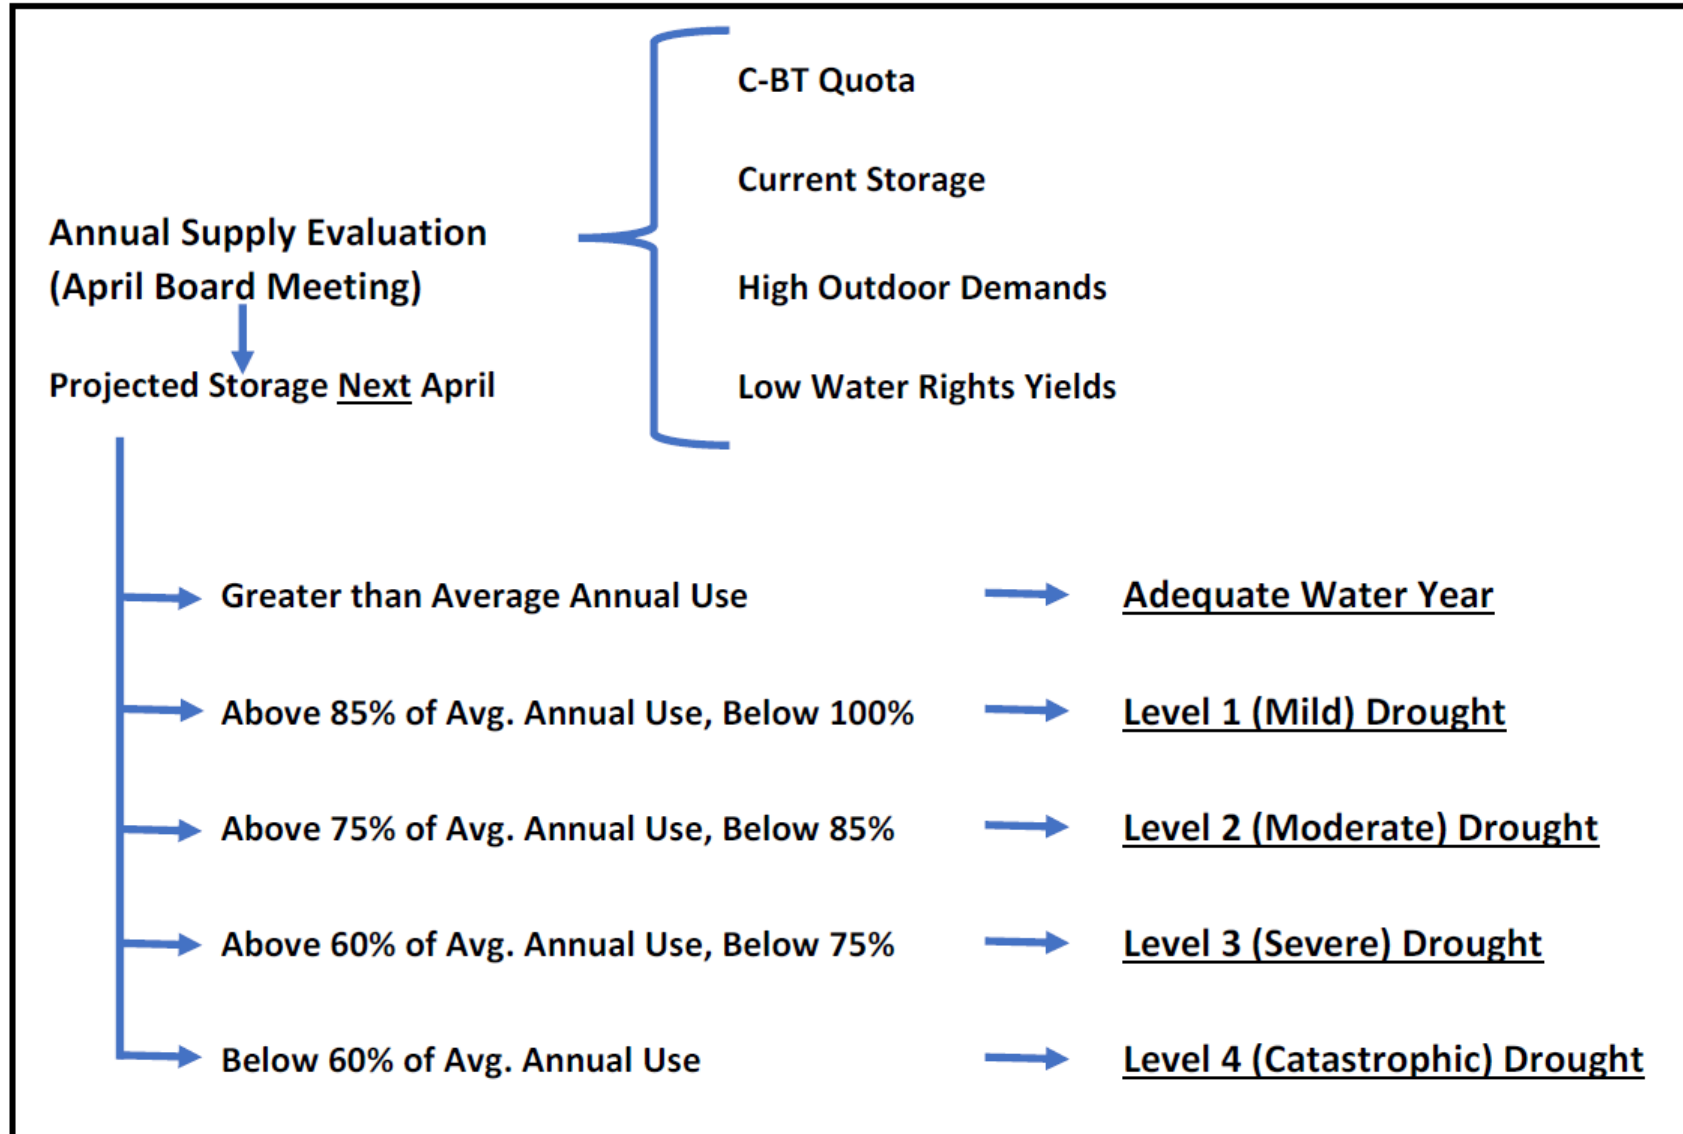 C-BT Quota
Current Storage
Annual Supply Evaluation
(April Board Meeting)
High Outdoor Demands
Projected Storage Next April
Low Water Rights Yields
Greater than Average Annual Use
Adequate Water Year
Above 85% of Avg. Annual Use, Below 100%
Level 1 (Mild) Drought
Above 75% of Avg. Annual Use, Below 85%
Level 2 (Moderate) Drought
Above 60% of Avg. Annual Use, Below 75%
Level 3 (Severe) Drought
Below 60% of Avg. Annual Use
Level 4 (Catastrophic) Drought